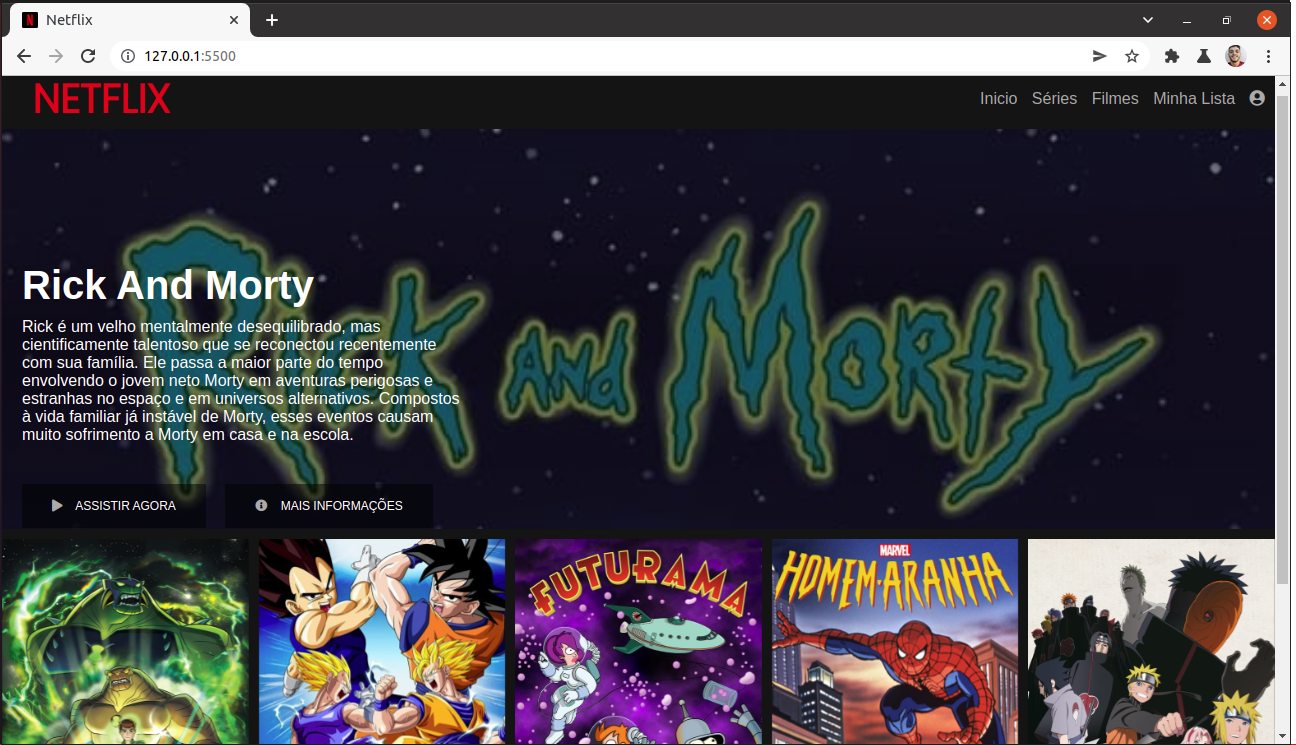 Netflix
127.0.0.1:5500
NETFLIX
Inicio Séries Filmes Minha Lista
Rick And Morty
Rick And Morty
Rick é um velho mentalmente desequilibrado, mas
cientificamente talentoso que se reconectou recentemente
com sua família. Ele passa a maior parte do tempo
envolvendo o jovem neto Morty em aventuras perigosas e
estranhas no espaço e em universos alternativos. Compostos
à vida familiar já instável de Morty, esses eventos causam
muito sofrimento a Morty em casa e na escola.
ASSISTIR AGORA MAIS INFORMAÇÕES
FUTURAMA
MARVEL
HOMEM-ARANHA